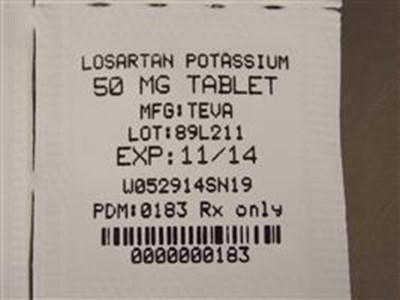 LOSARTAN POTASSIUM
50 MG TABLET
MFG:TEVA
LOT:89L211
EXP:11/14
W052914SN19
PDM:0183 Rx only
0000000183